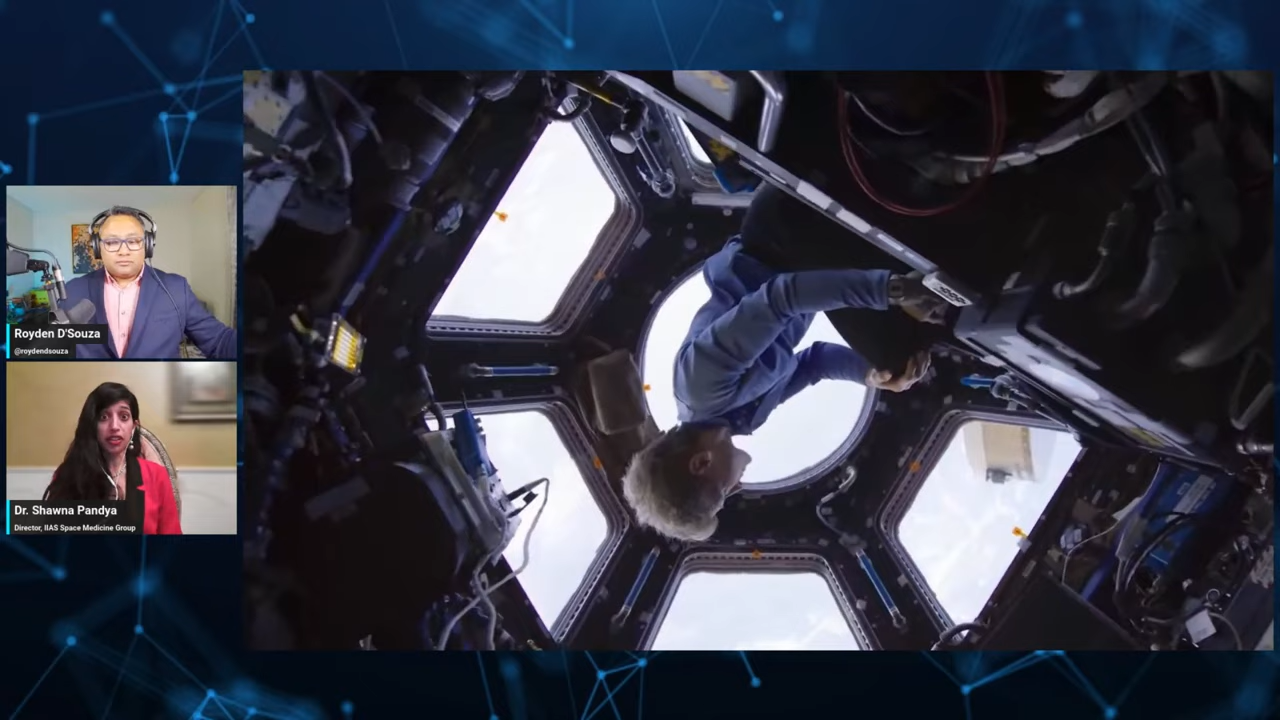 Royden D'Souza
@roydendsouza
Dr. Shawna Pandya
Director, IIAS Space Medicine Group